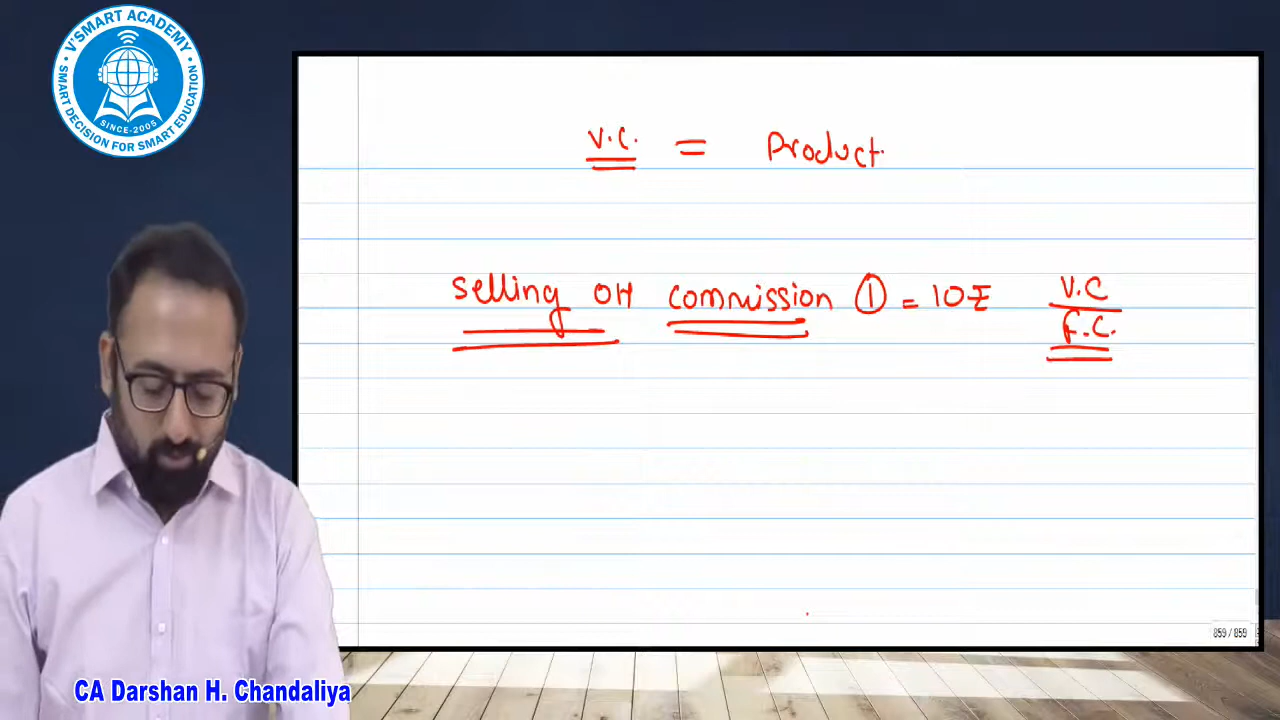 V'SMART ACADEMY
SMART DECISION FOR SMART EDUCATION
SINCE-2005
V.C. = Product
selling OH commission ① = 10₹ V.C
F.C.
859 / 859
CA Darshan H. Chandaliya